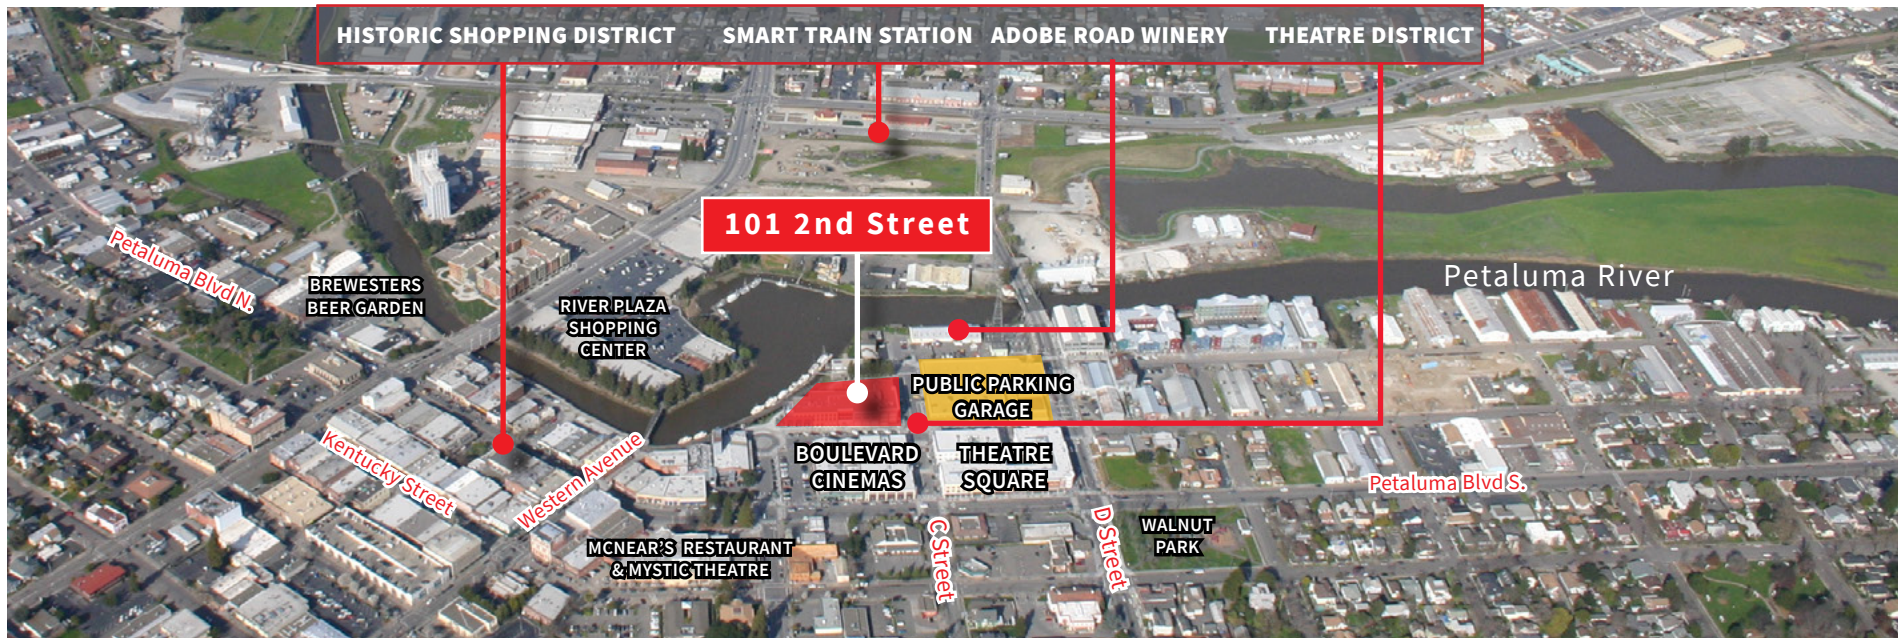 HISTORIC SHOPPING DISTRICT
SMART TRAIN STATION
ADOBE ROAD WINERY
THEATRE DISTRICT
101 2nd Street
Petaluma Blvd N.
BREWESTERS
BEER GARDEN
RIVER PLAZA
SHOPPING
CENTER
Petaluma River
PUBLIC PARKING
GARAGE
Kentucky Street
Western Avenue
BOULEVARD
CINEMAS
THEATRE
SQUARE
Petaluma Blvd S.
MCNEAR'S RESTAURANT
& MYSTIC THEATRE
C Street
D Street
WALNUT
PARK